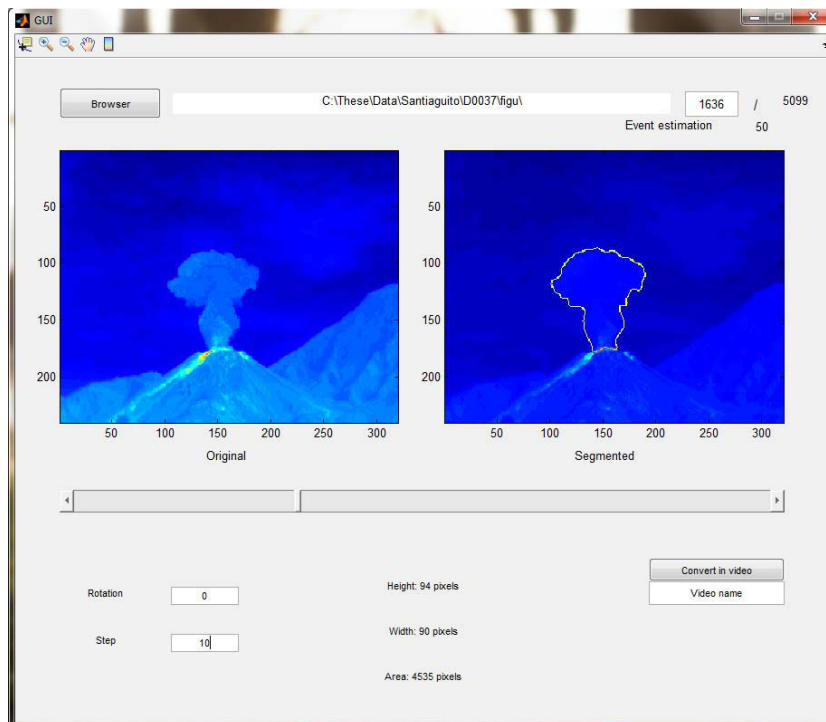 GUI
Browser
C:\These\Data\Santiaguito\D0037\figu\
1636 / 5099
Event estimation 50
50
100
150
200
50 100 150 200 250 300
Original
50
100
150
200
50 100 150 200 250 300
Segmented
Rotation 0
Step 10
Height: 94 pixels
Width: 90 pixels
Area: 4535 pixels
Convert in video
Video name